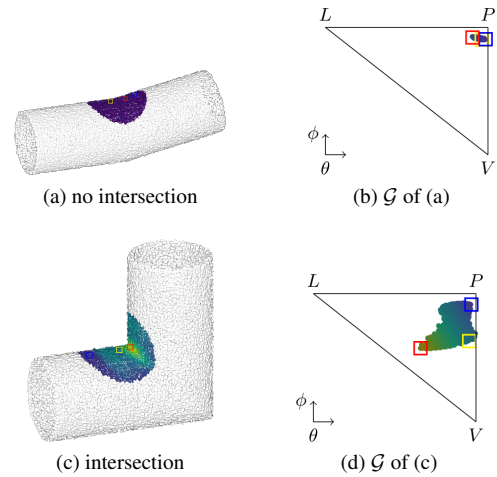 L P
ϕ
θ
V
(a) no intersection (b) 𝒢 of (a)
L P
ϕ
θ
V
(c) intersection (d) 𝒢 of (c)